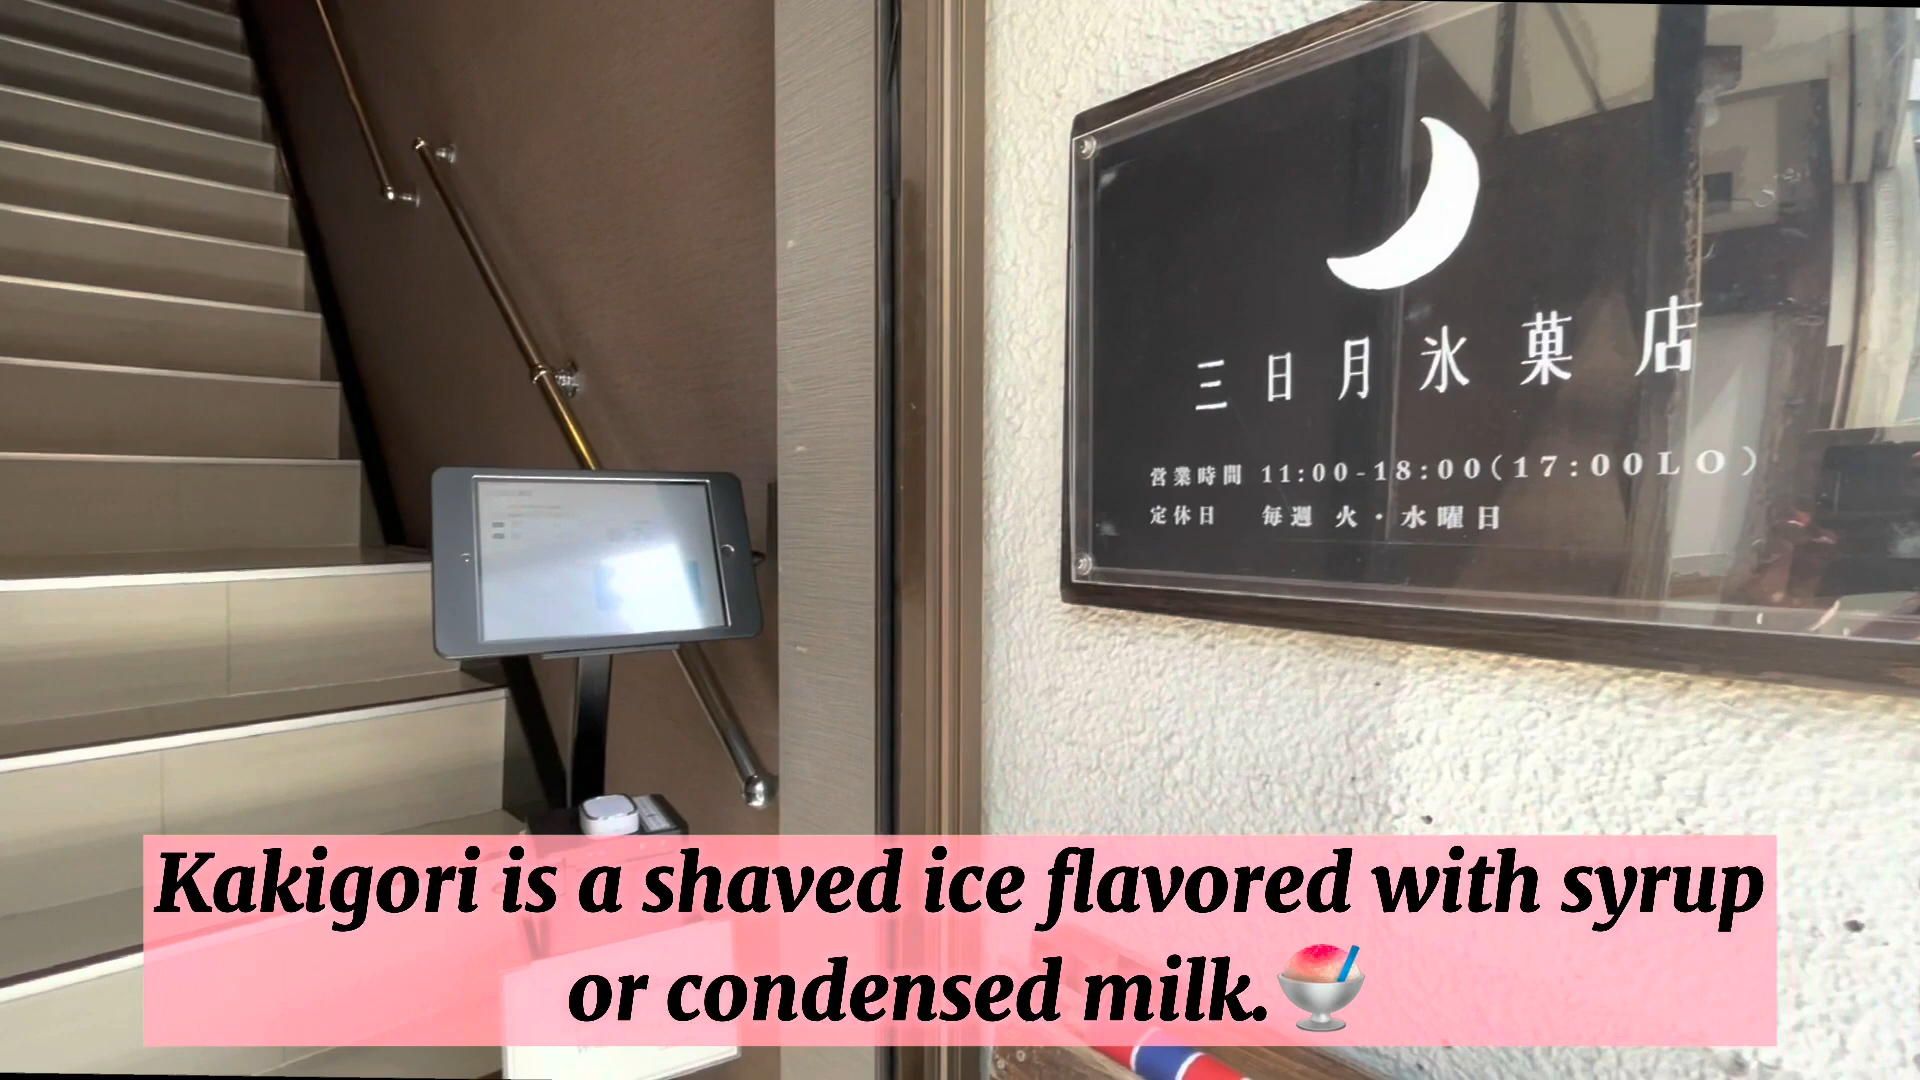 三日月氷菓店
営業時間 11:00-18:00(17:00LO)
定休日 毎週 火・水曜日
Kakigori is a shaved ice flavored with syrup
or condensed milk.🍧